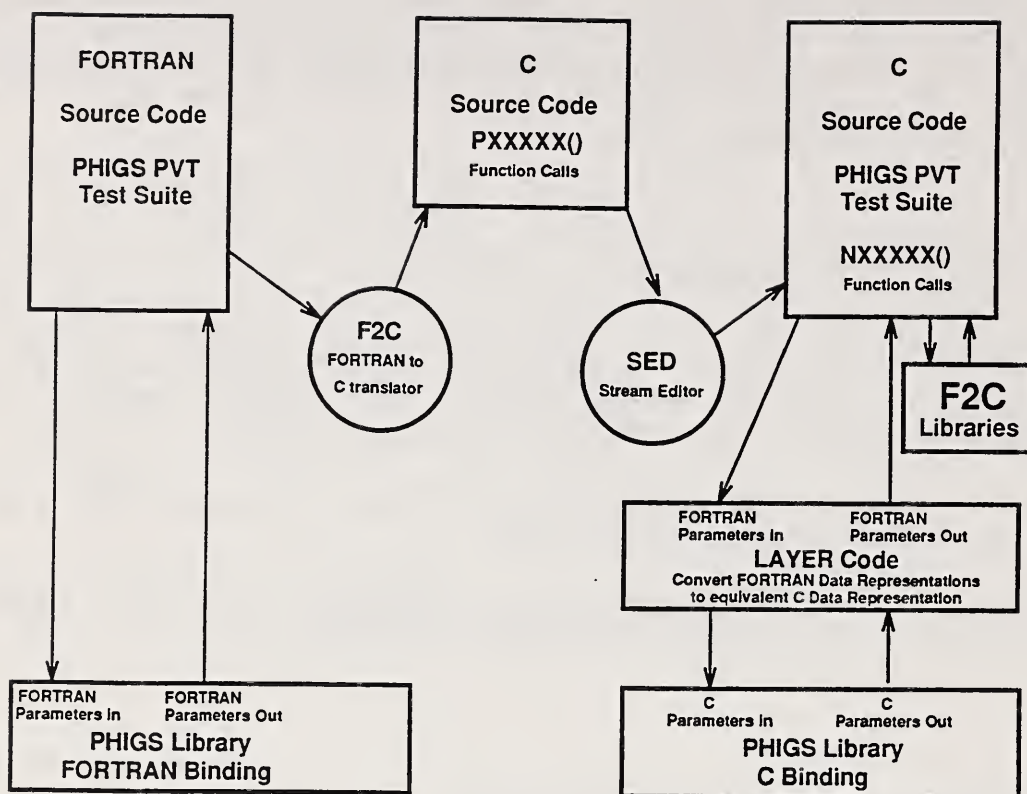 FORTRAN
Source Code
PHIGS PVT
Test Suite
C
Source Code
PXXXXX()
Function Calls
C
Source Code
PHIGS PVT
Test Suite
NXXXXX()
Function Calls
F2C
FORTRAN to
C translator
SED
Stream Editor
F2C
Libraries
FORTRAN
Parameters In
FORTRAN
Parameters Out
LAYER Code
Convert FORTRAN Data Representations
to equivalent C Data Representation
FORTRAN
Parameters In
FORTRAN
Parameters Out
PHIGS Library
FORTRAN Binding
C
Parameters In
C
Parameters Out
PHIGS Library
C Binding